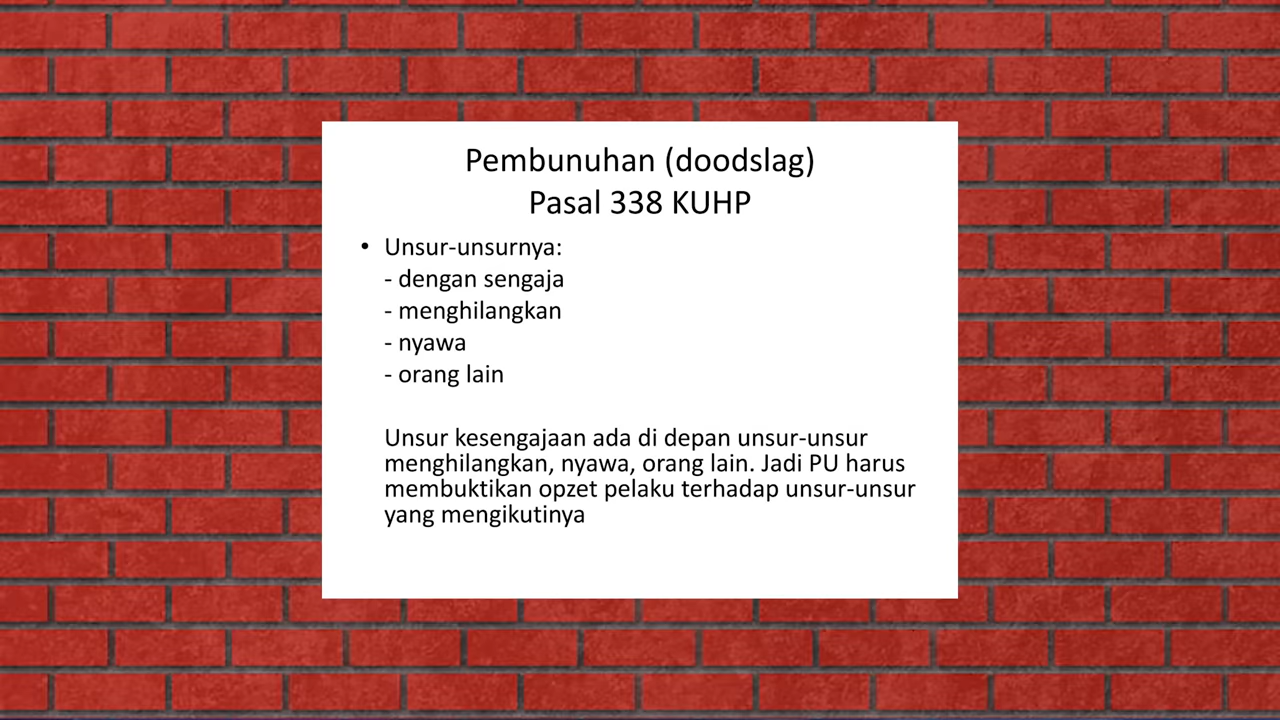 Pembunuhan (doodslag)
Pasal 338 KUHP
• Unsur-unsurnya:
- dengan sengaja
- menghilangkan
- nyawa
- orang lain
Unsur kesengajaan ada di depan unsur-unsur
menghilangkan, nyawa, orang lain. Jadi PU harus
membuktikan opzet pelaku terhadap unsur-unsur
yang mengikutinya